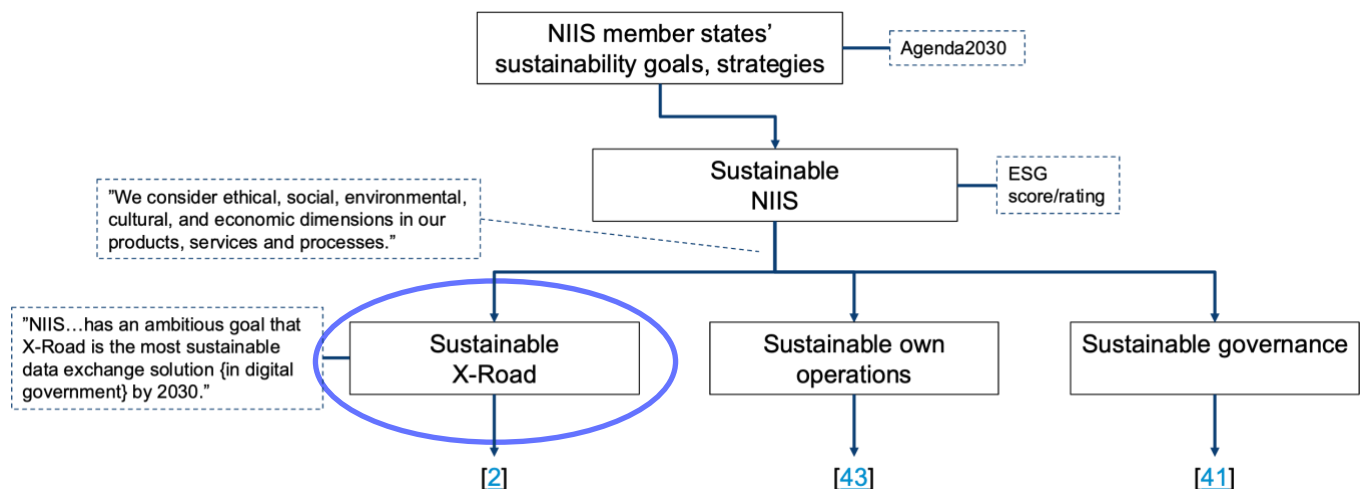 NIIS member states’
sustainability goals, strategies
Agenda2030
Sustainable
NIIS
ESG
score/rating
”We consider ethical, social, environmental,
cultural, and economic dimensions in our
products, services and processes.”
”NIIS…has an ambitious goal that
X-Road is the most sustainable
data exchange solution {in digital
government} by 2030.”
Sustainable
X-Road
Sustainable own
operations
Sustainable governance
[2]
[43]
[41]